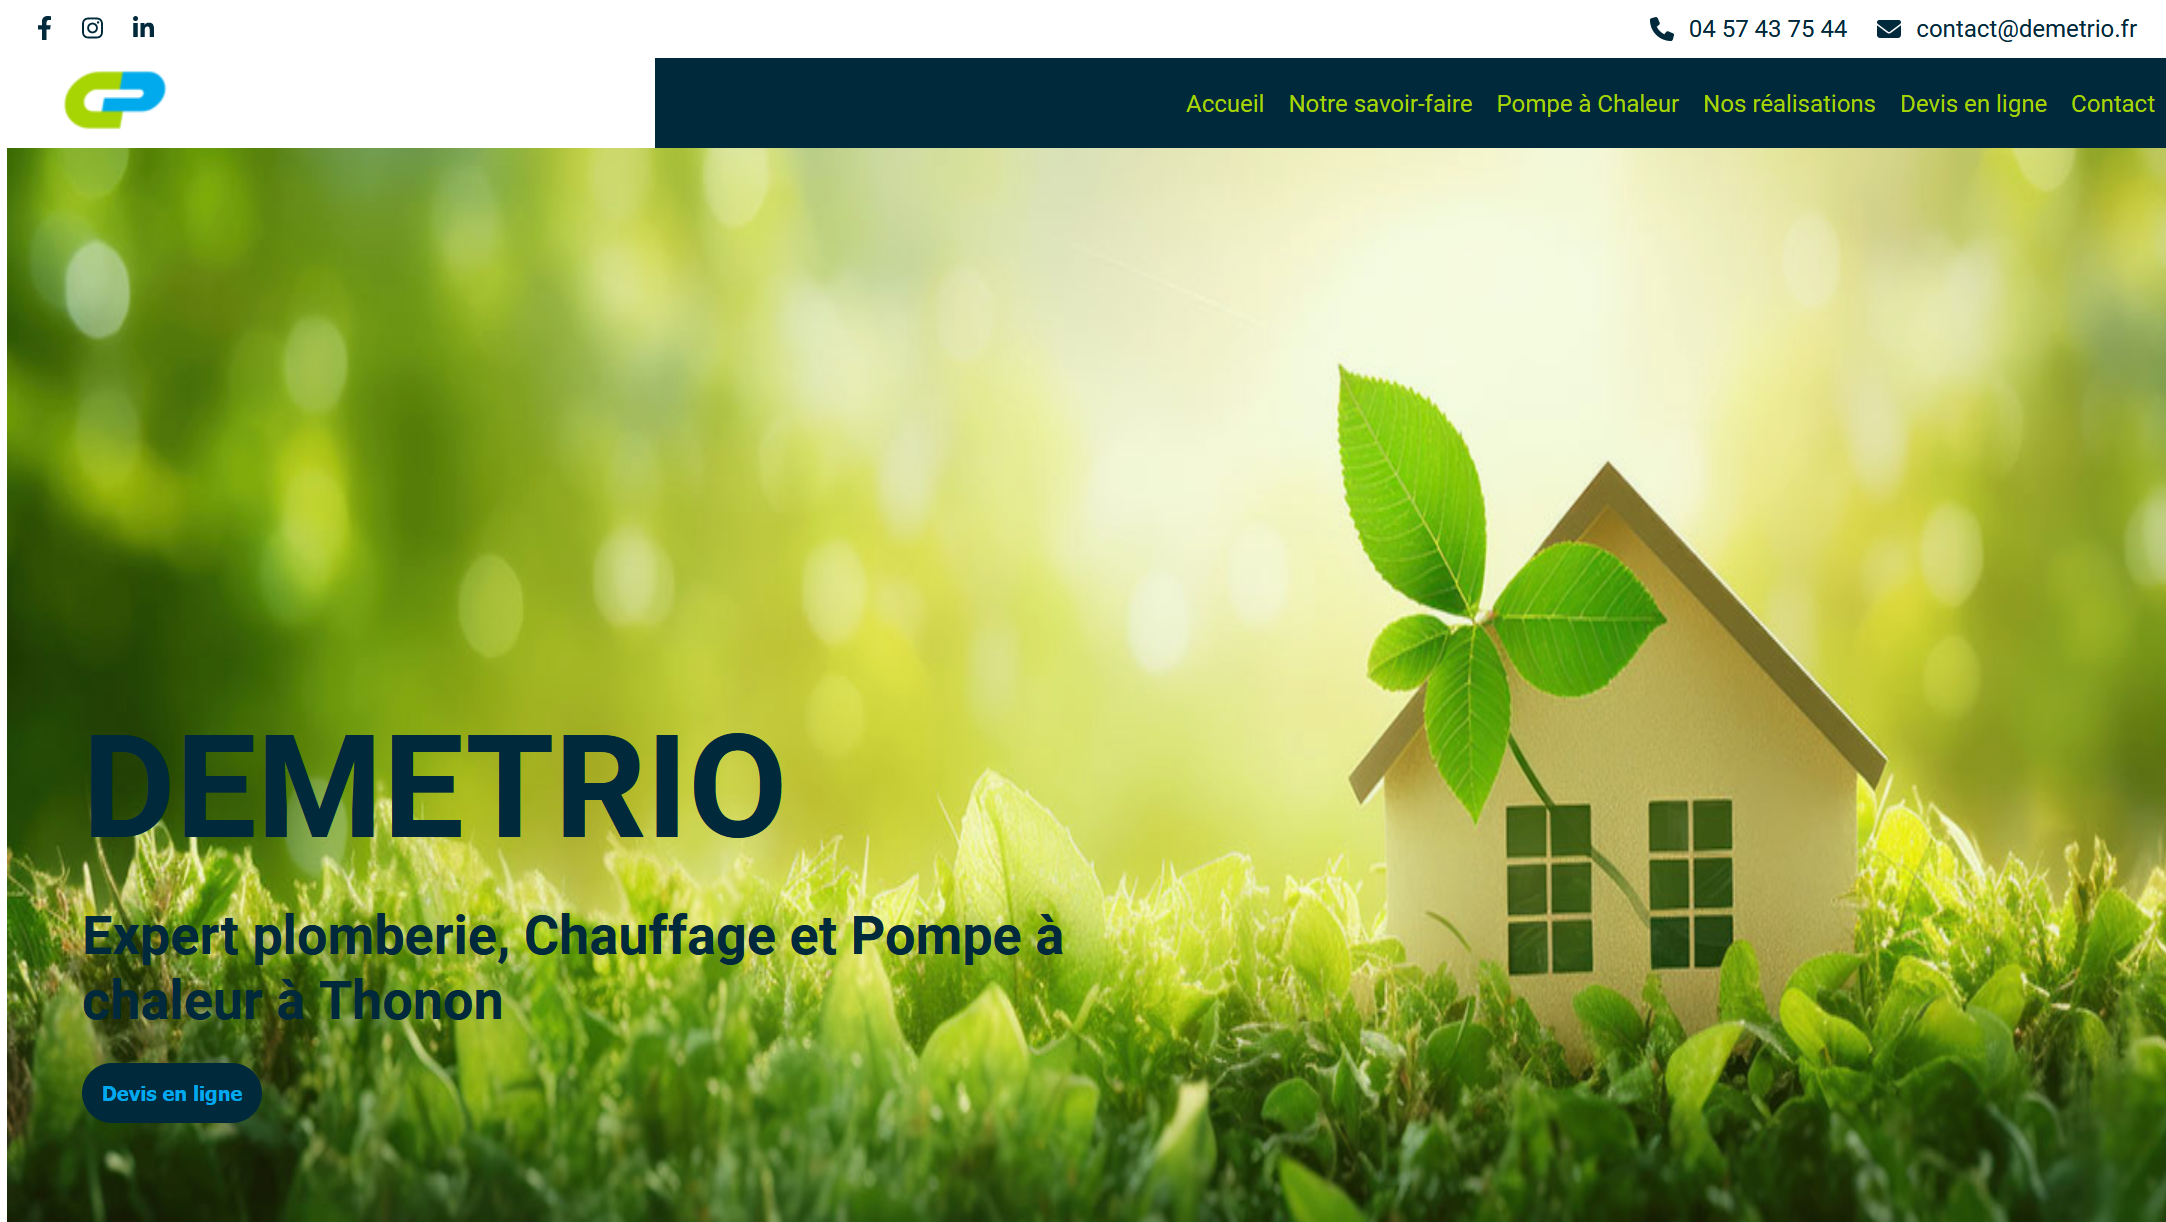 04 57 43 75 44 contact@demetrio.fr
Accueil Notre savoir-faire Pompe à Chaleur Nos réalisations Devis en ligne Contact
DEMETRIO
Expert plomberie, Chauffage et Pompe à
chaleur à Thonon
Devis en ligne